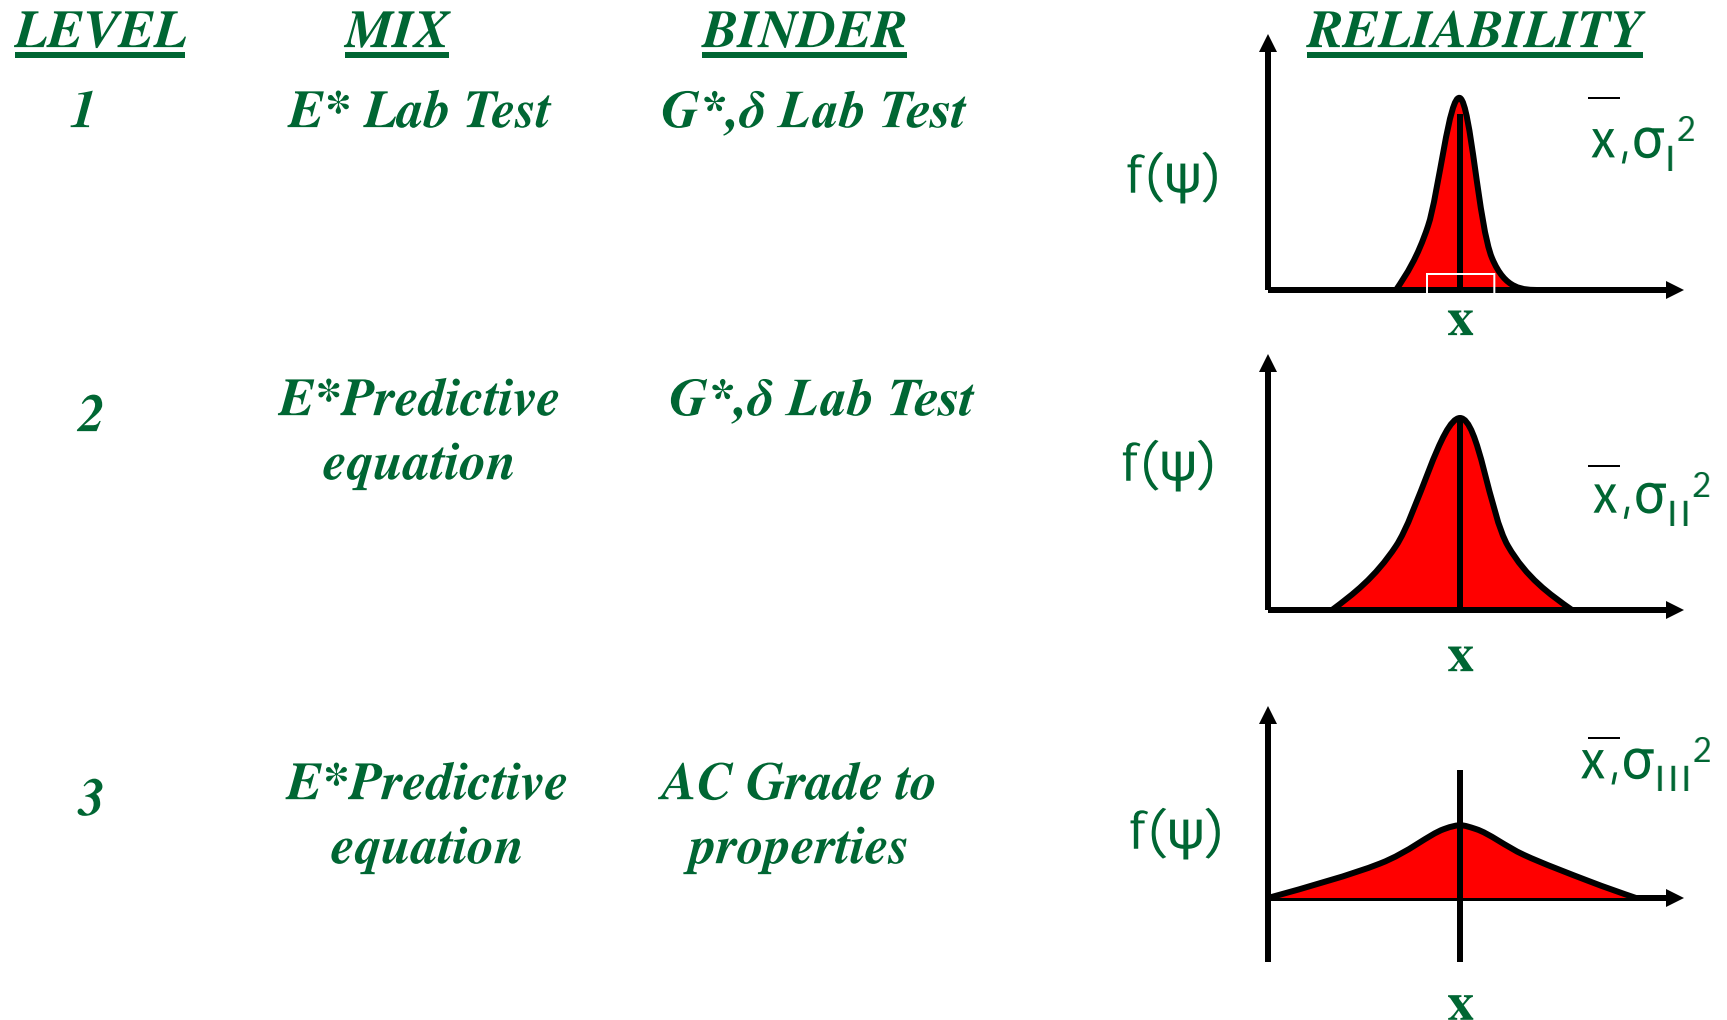 LEVEL MIX BINDER RELIABILITY
1 E* Lab Test G*,δ Lab Test
f(ψ)
x̅,σI²
x
2 E*Predictive equation G*,δ Lab Test
f(ψ)
x̅,σII²
x
3 E*Predictive equation AC Grade to properties
f(ψ)
x̅,σIII²
x